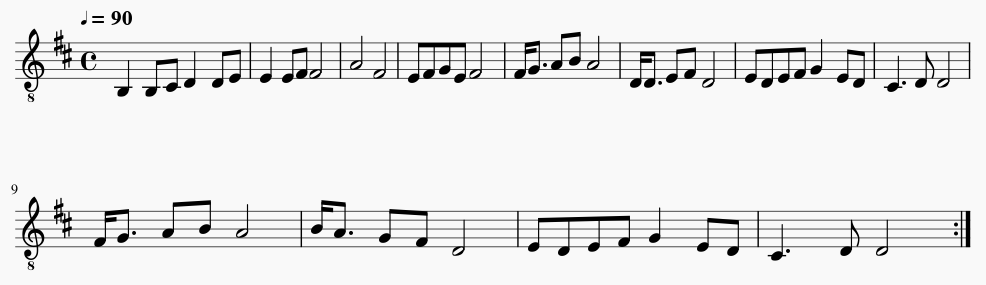 ♩ = 90
8
9
8